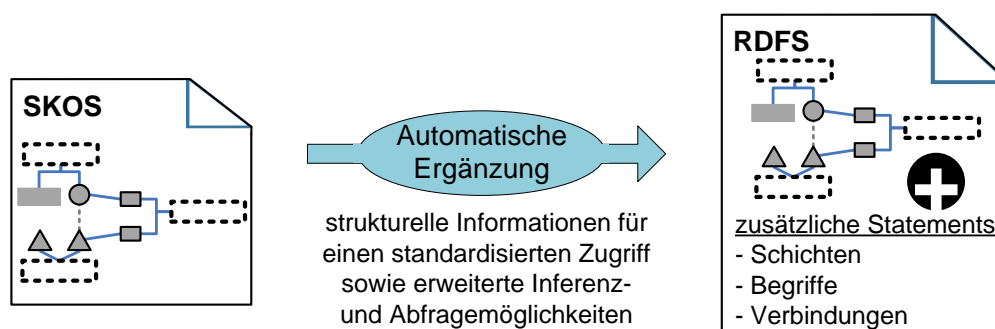 SKOS
Automatische
Ergänzung
strukturelle Informationen für
einen standardisierten Zugriff
sowie erweiterte Inferenz-
und Abfragemöglichkeiten
RDFS
zusätzliche Statements
- Schichten
- Begriffe
- Verbindungen